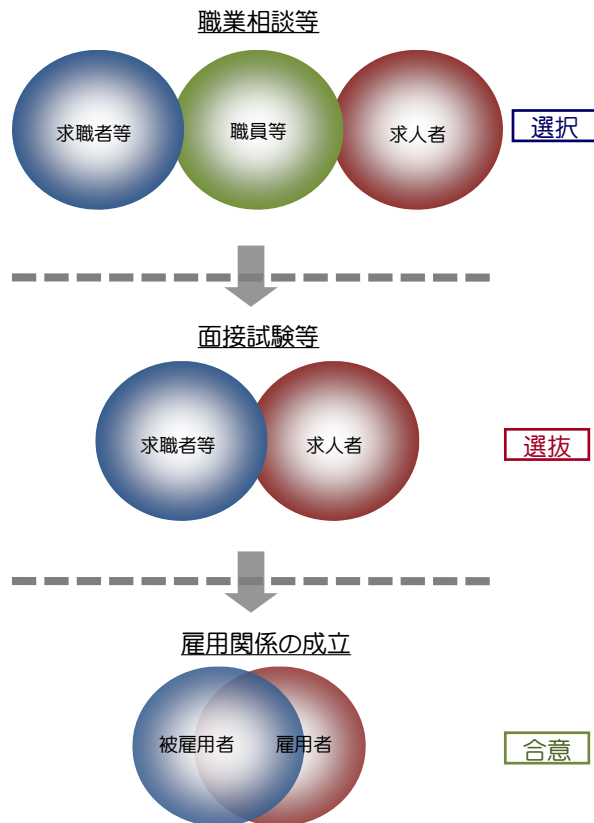 職業相談等
求職者等
職員等
求人者
選択
面接試験等
求職者等
求人者
選抜
雇用関係の成立
被雇用者
雇用者
合意